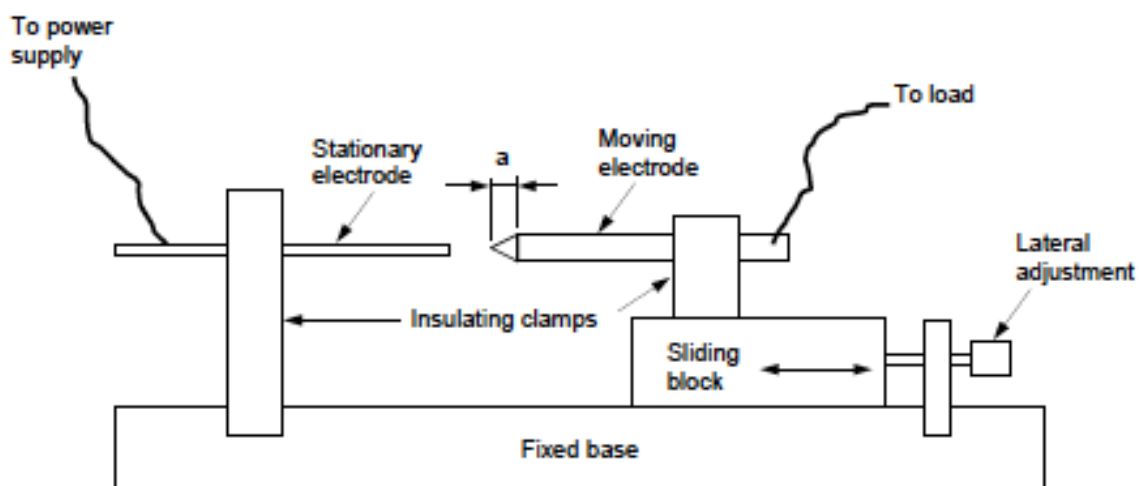 To power
supply
To load
Stationary
electrode
a
Moving
electrode
Lateral
adjustment
Insulating clamps
Sliding
block
Fixed base